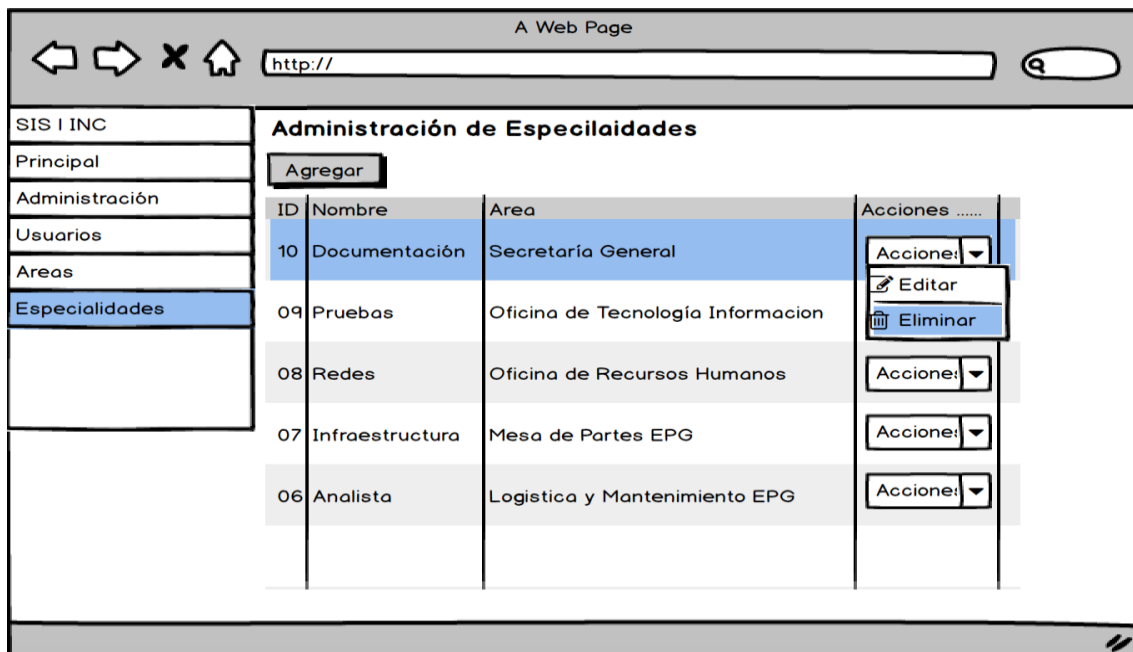 A Web Page
http://
SIS I INC
Principal
Administración
Usuarios
Areas
Especialidades
Administración de Especilaidades
Agregar
ID Nombre Area Acciones ......
10 Documentación Secretaría General Acciones
Editar
Eliminar
09 Pruebas Oficina de Tecnología Informacion
08 Redes Oficina de Recursos Humanos Acciones
07 Infraestructura Mesa de Partes EPG Acciones
06 Analista Logistica y Mantenimiento EPG Acciones